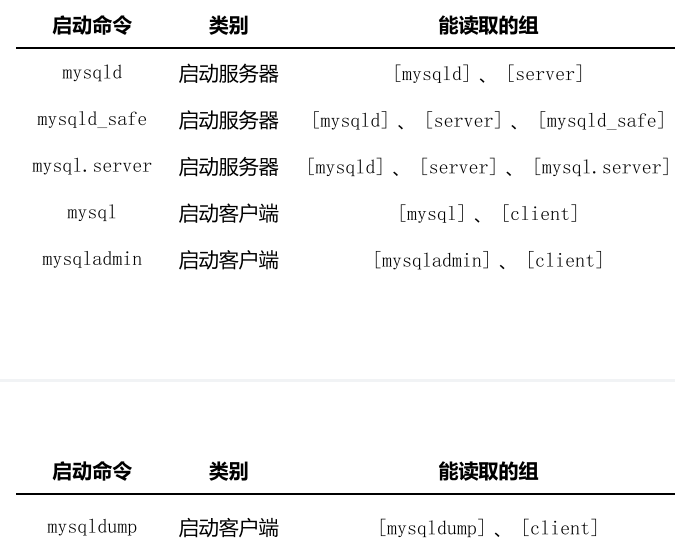 启动命令 类别 能读取的组
mysqld 启动服务器 [mysqld] 、 [server]
mysqld_safe 启动服务器 [mysqld] 、 [server] 、 [mysqld_safe]
mysql.server 启动服务器 [mysqld] 、 [server] 、 [mysql.server]
mysql 启动客户端 [mysql] 、 [client]
mysqladmin 启动客户端 [mysqladmin] 、 [client]
启动命令 类别 能读取的组
mysqldump 启动客户端 [mysqldump] 、 [client]